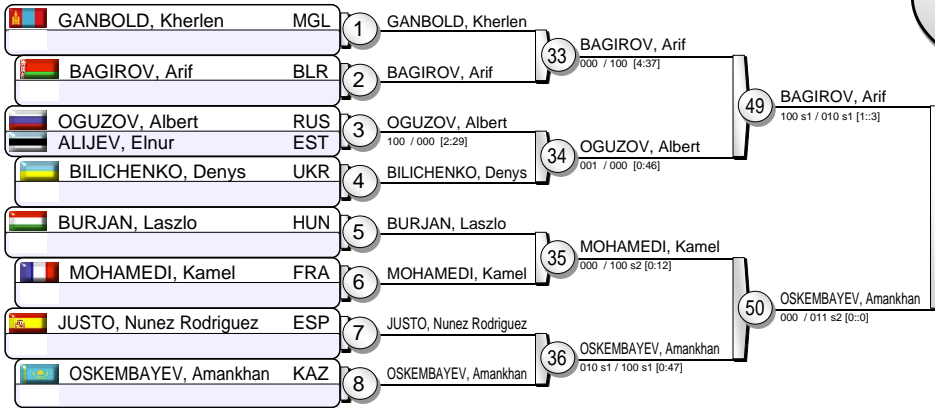 GANBOLD, Kherlen MGL
BAGIROV, Arif BLR
OGUZOV, Albert RUS
ALIJEV, Elnur EST
BILICHENKO, Denys UKR
BURJAN, Laszlo HUN
MOHAMEDI, Kamel FRA
JUSTO, Nunez Rodriguez ESP
OSKEMBAYEV, Amankhan KAZ
1
GANBOLD, Kherlen
2
BAGIROV, Arif
3
OGUZOV, Albert
100 / 000 [2:29]
4
BILICHENKO, Denys
5
BURJAN, Laszlo
6
MOHAMEDI, Kamel
7
JUSTO, Nunez Rodriguez
8
OSKEMBAYEV, Amankhan
33
BAGIROV, Arif
000 / 100 [4:37]
34
OGUZOV, Albert
001 / 000 [0:46]
35
MOHAMEDI, Kamel
000 / 100 s2 [0:12]
36
OSKEMBAYEV, Amankhan
010 s1 / 100 s1 [0:47]
49
BAGIROV, Arif
100 s1 / 010 s1 [1::3]
50
OSKEMBAYEV, Amankhan
000 / 011 s2 [0::0]